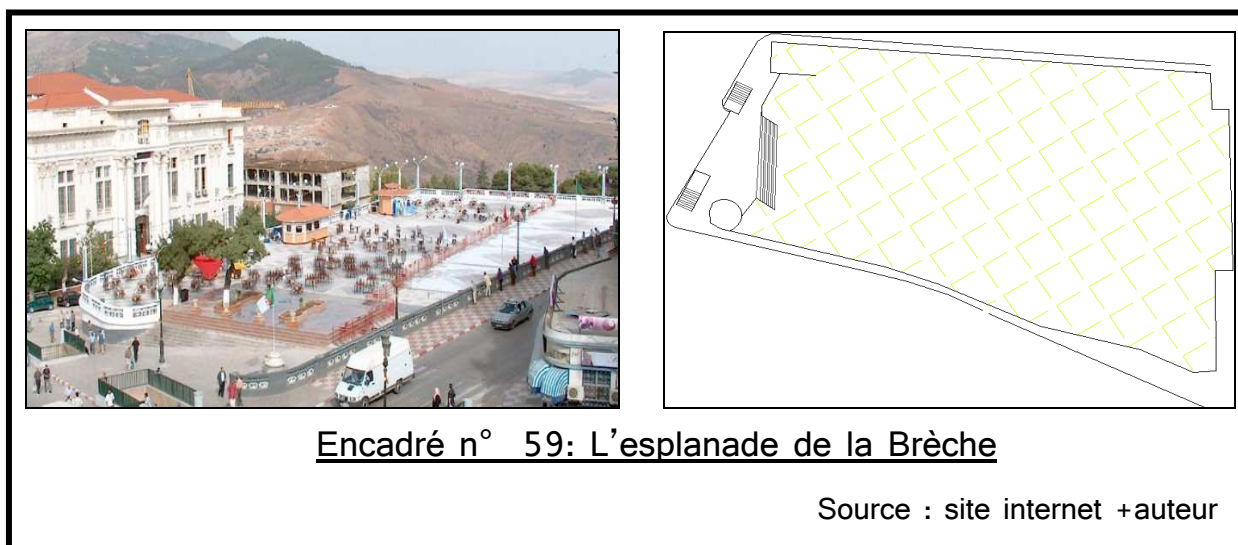 Encadré n° 59: L’esplanade de la Brèche
Source : site internet +auteur